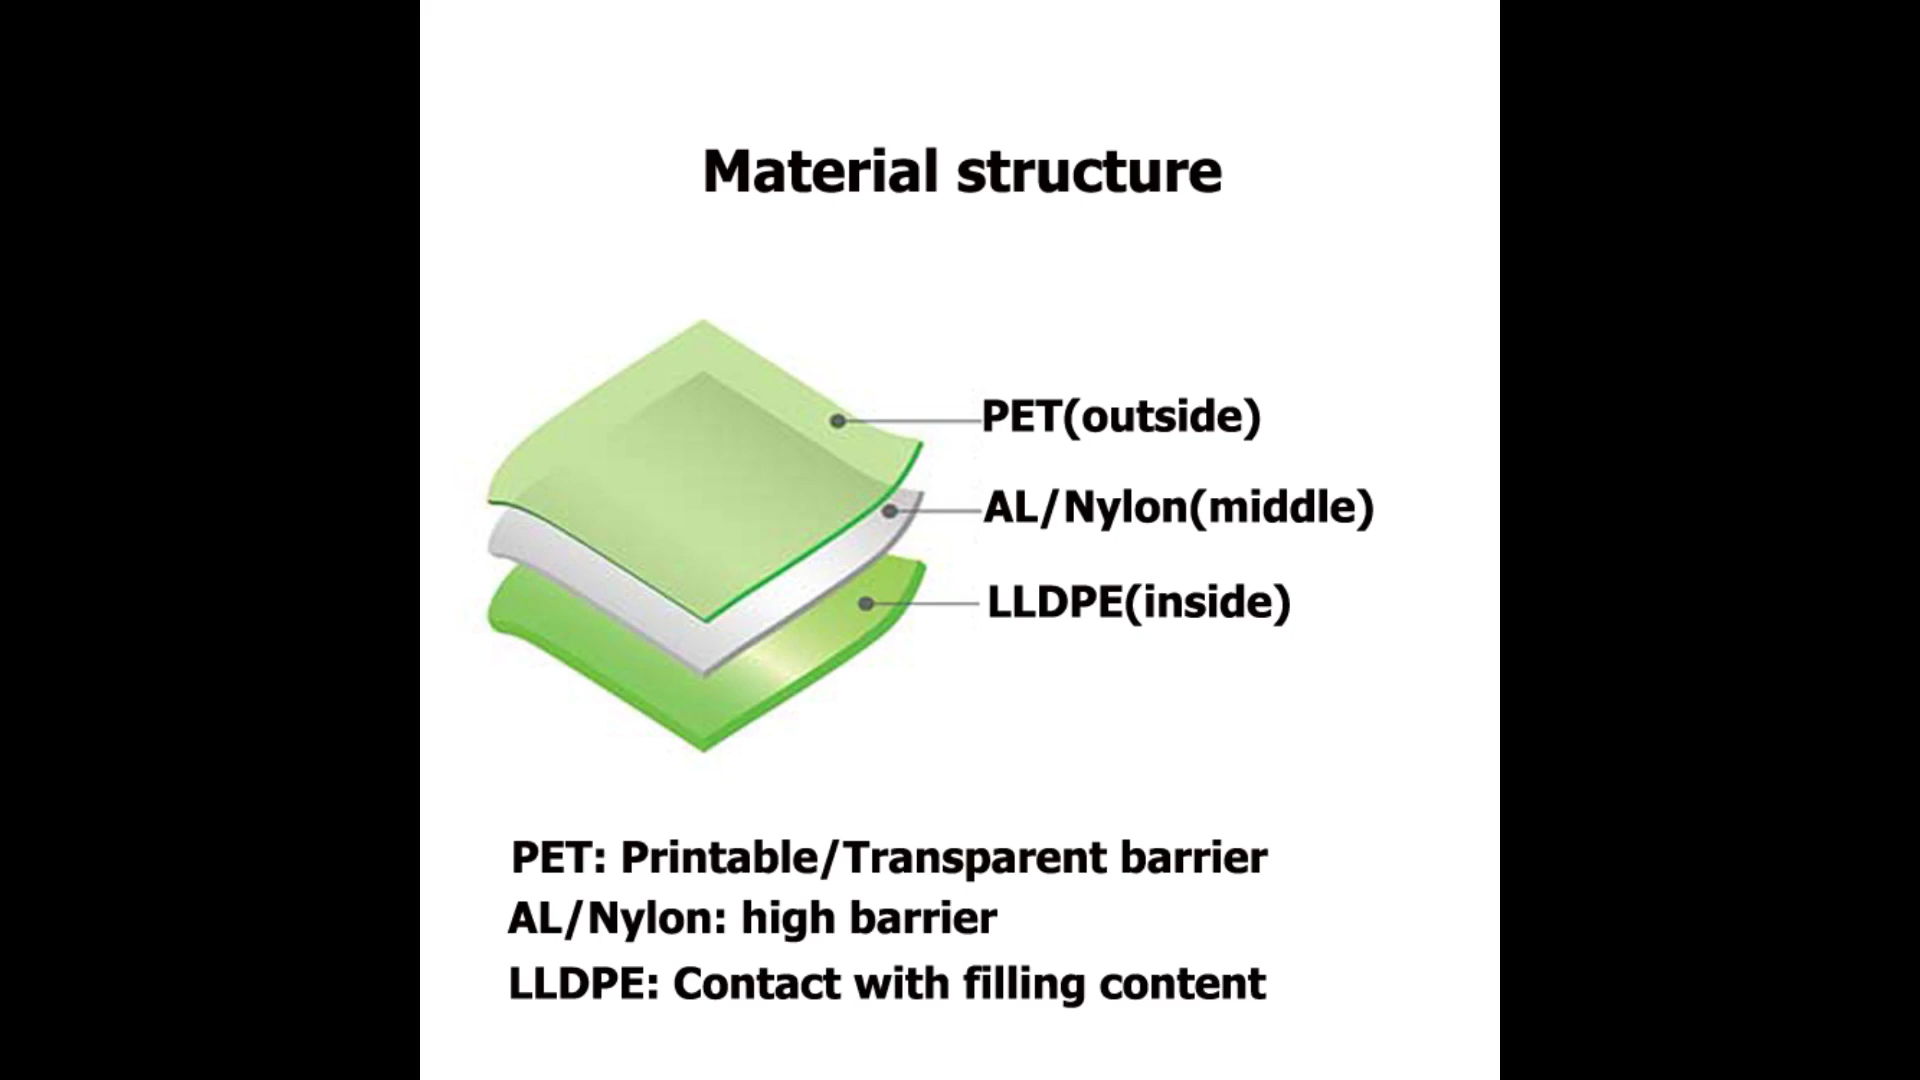 Material structure
PET(outside)
AL/Nylon(middle)
LLDPE(inside)
PET: Printable/Transparent barrier
AL/Nylon: high barrier
LLDPE: Contact with filling content